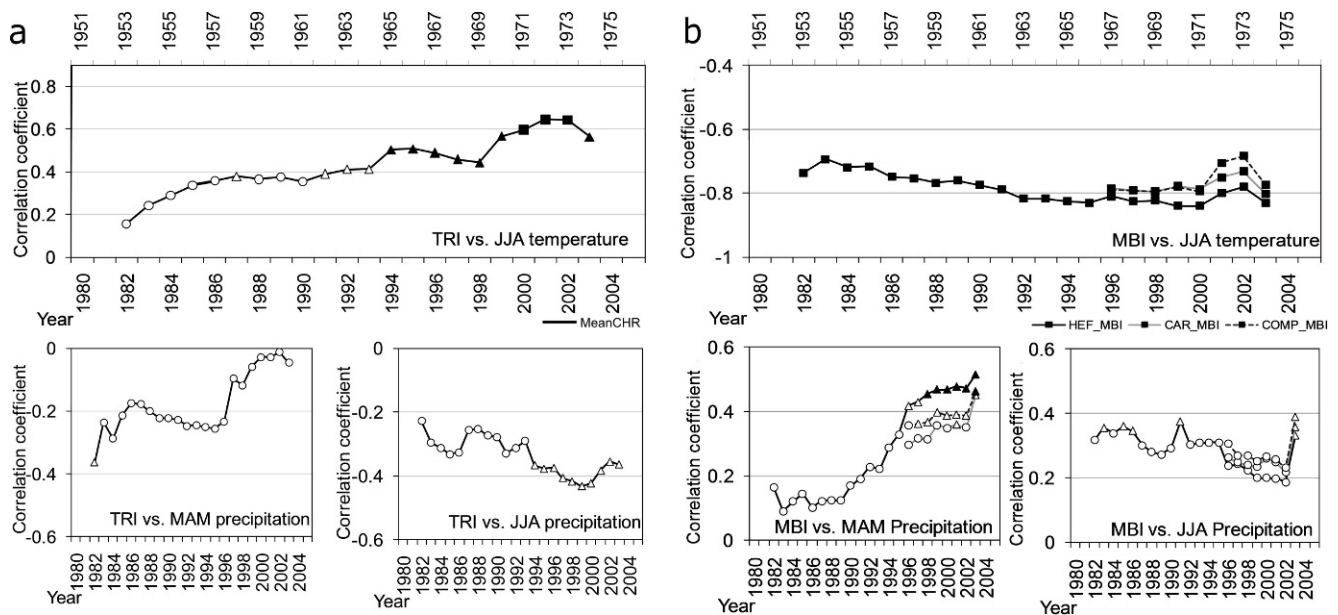 a
1951 1953 1955 1957 1959 1961 1963 1965 1967 1969 1971 1973 1975
Correlation coefficient
0.8
0.6
0.4
0.2
0
TRI vs. JJA temperature
1980 1982 1984 1986 1988 1990 1992 1994 1996 1998 2000 2002 2004
Year
MeanCHR
Correlation coefficient
0
-0.2
-0.4
-0.6
TRI vs. MAM precipitation
1980 1982 1984 1986 1988 1990 1992 1994 1996 1998 2000 2002 2004
Year
Correlation coefficient
0
-0.2
-0.4
-0.6
TRI vs. JJA precipitation
1980 1982 1984 1986 1988 1990 1992 1994 1996 1998 2000 2002 2004
b
1951 1953 1955 1957 1959 1961 1963 1965 1967 1969 1971 1973 1975
Correlation coefficient
-0.4
-0.6
-0.8
-1
MBI vs. JJA temperature
1980 1982 1984 1986 1988 1990 1992 1994 1996 1998 2000 2002 2004
Year
HEF_MBI CAR_MBI COMP_MBI
Correlation coefficient
0.6
0.4
0.2
0
MBI vs. MAM Precipitation
1980 1982 1984 1986 1988 1990 1992 1994 1996 1998 2000 2002 2004
Year
Correlation coefficient
0.6
0.4
0.2
0
MBI vs. JJA Precipitation
1980 1982 1984 1986 1988 1990 1992 1994 1996 1998 2000 2002 2004